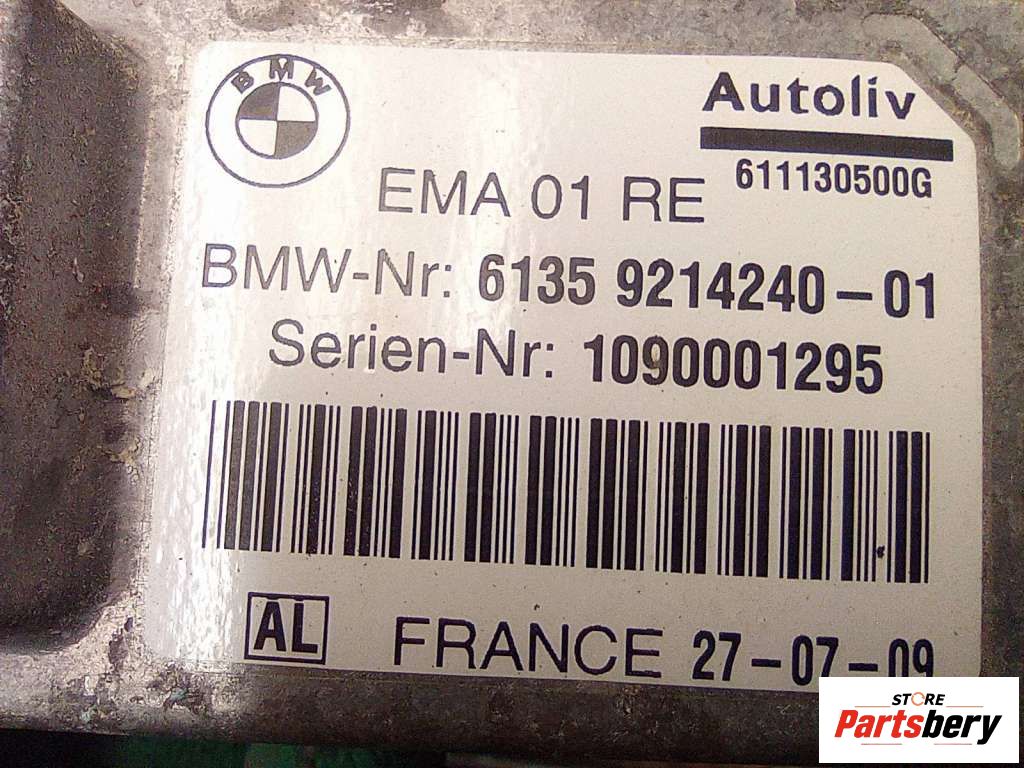 BMW
Autoliv
611130500G
EMA 01 RE
BMW-Nr: 6135 9214240-01
Serien-Nr: 1090001295
AL
FRANCE 27-07-09
STORE
Partsbery